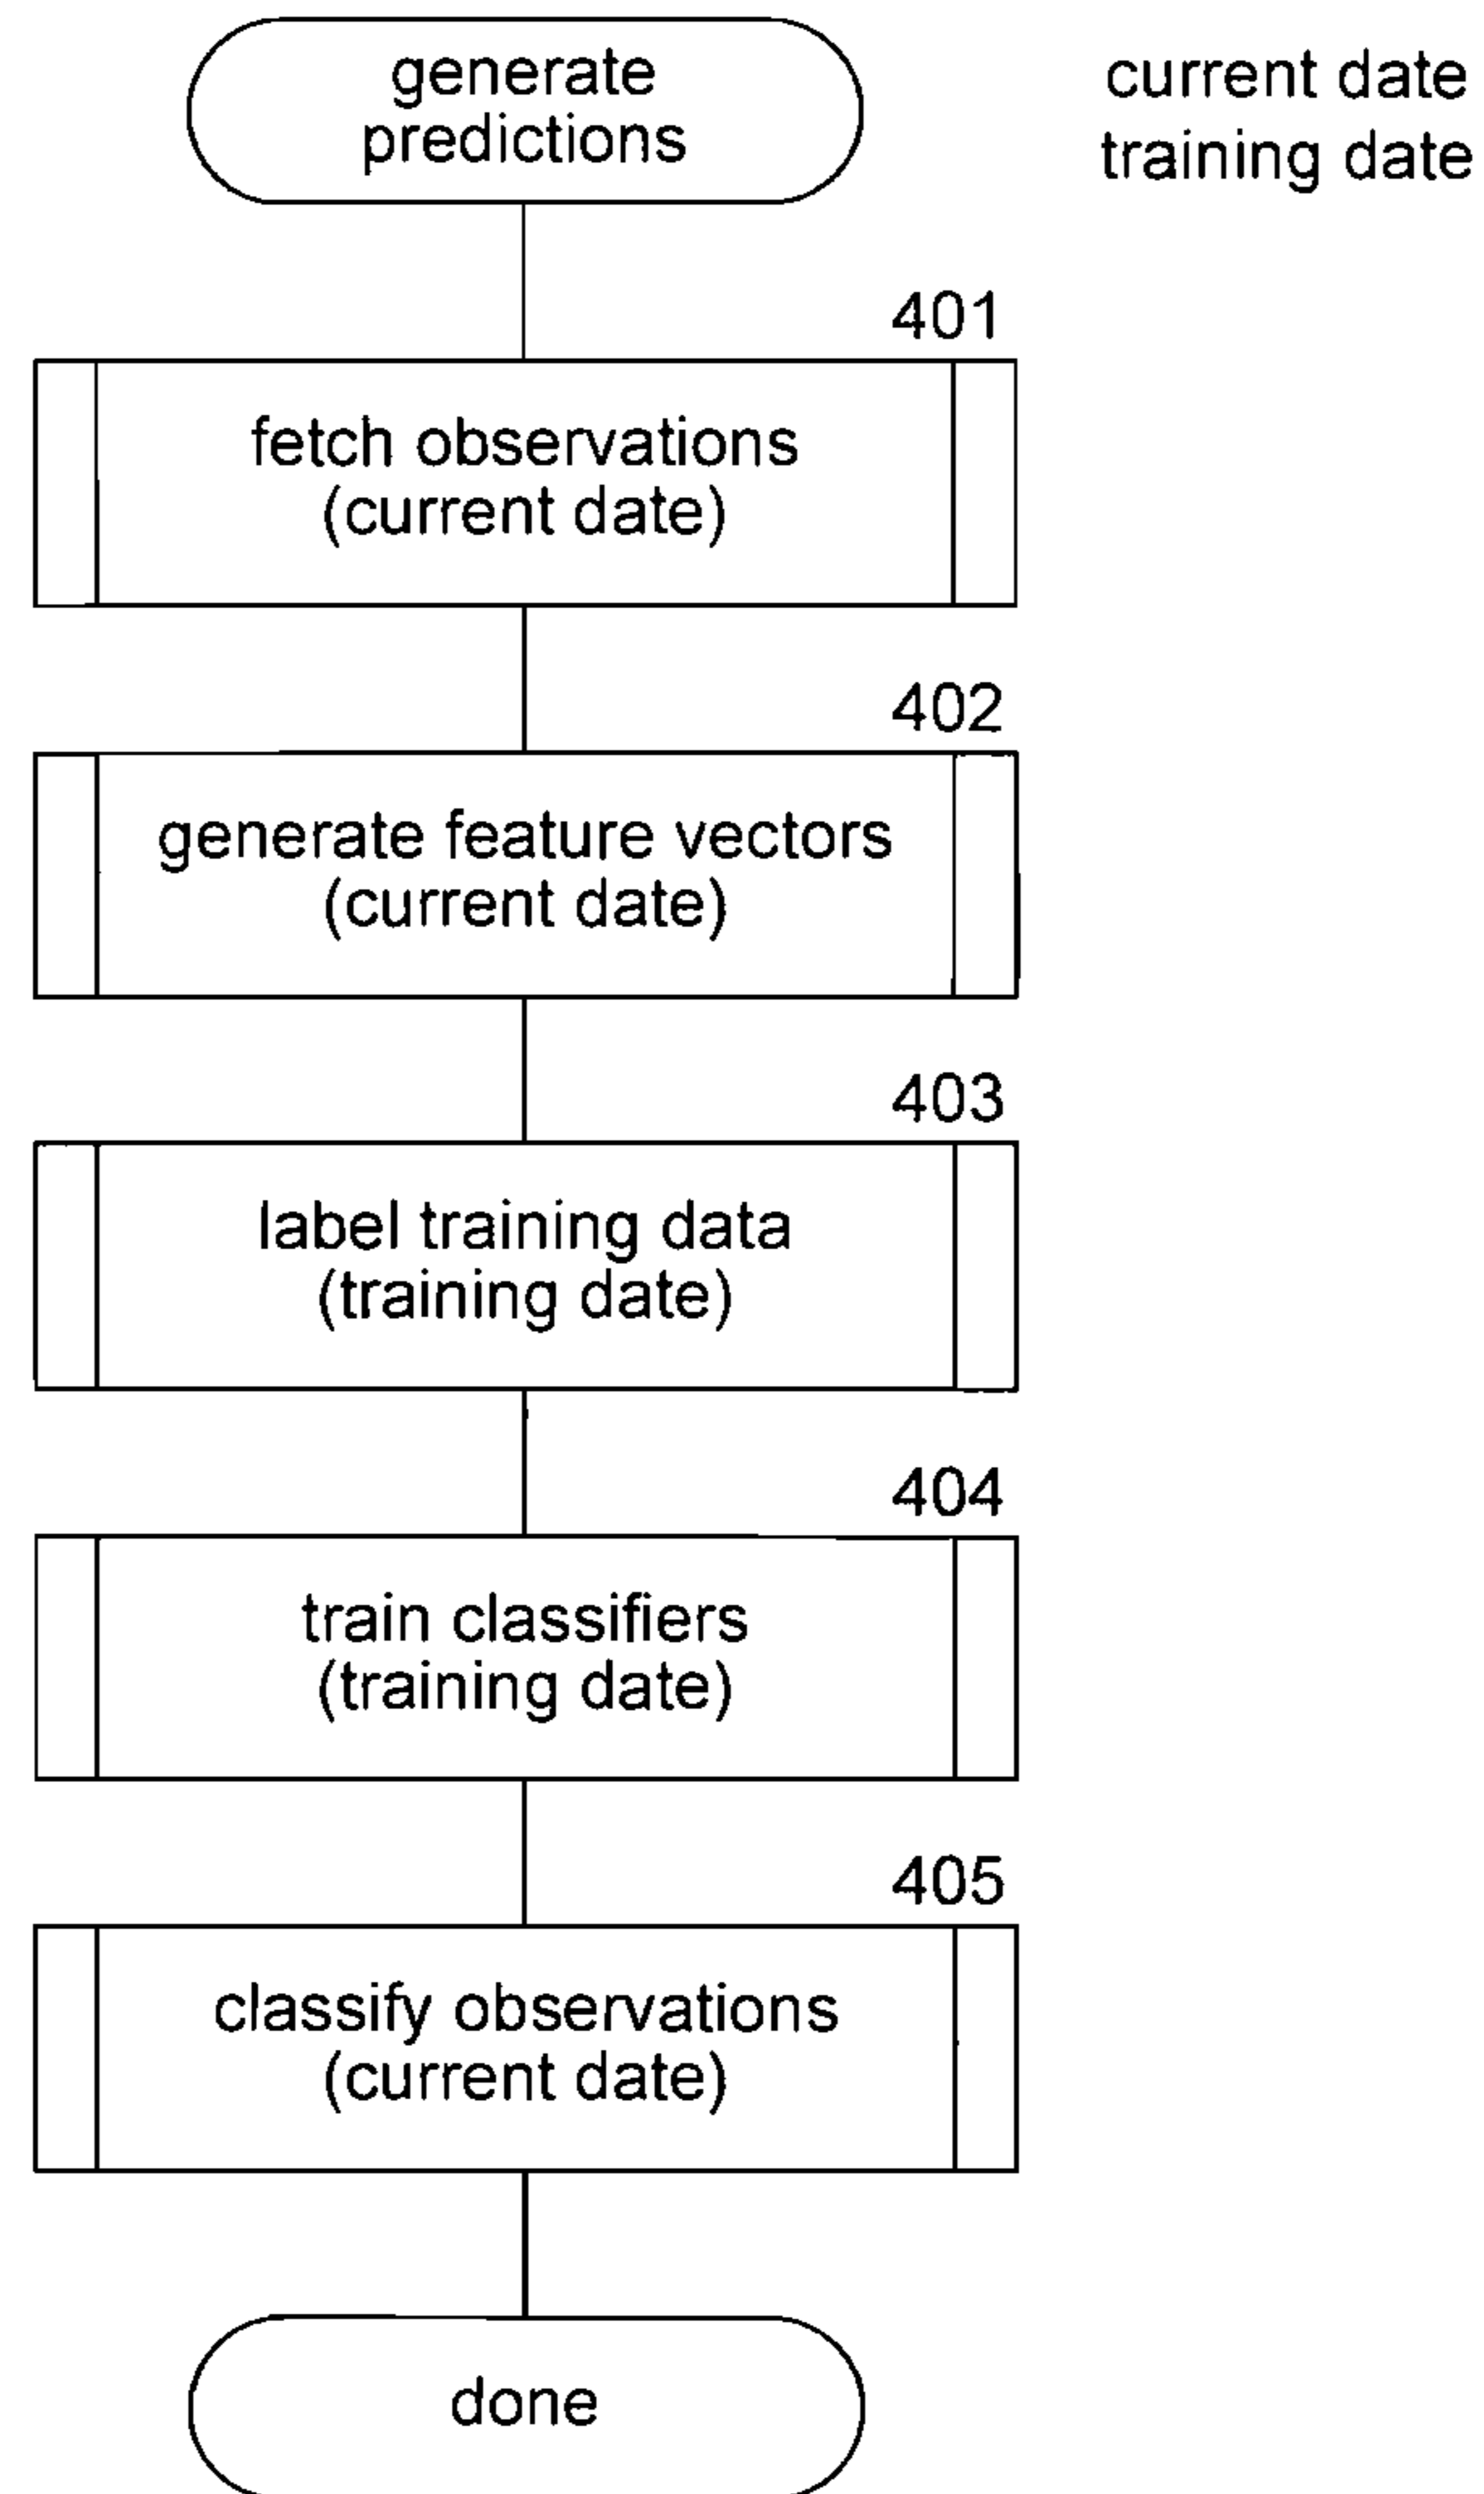 generate
predictions
current date
training date
401
fetch observations
(current date)
402
generate feature vectors
(current date)
403
label training data
(training date)
404
train classifiers
(training date)
405
classify observations
(current date)
done